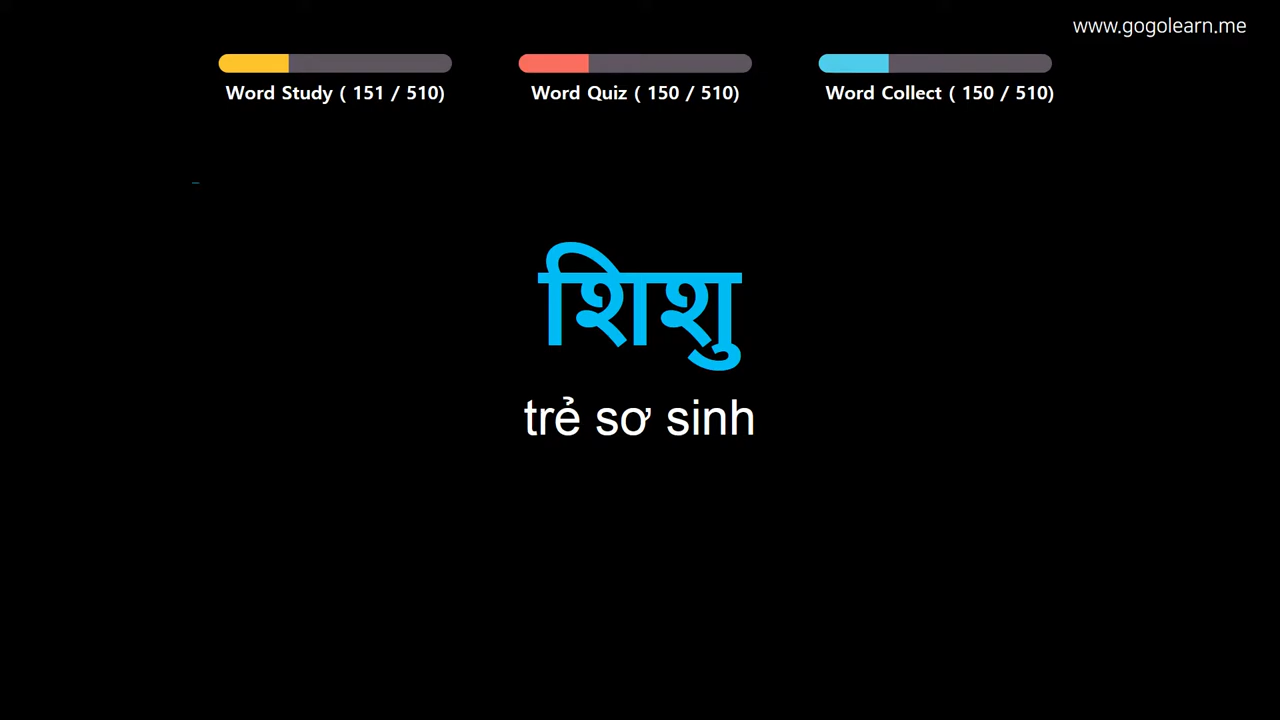 www.gogolearn.me
Word Study ( 151 / 510)
Word Quiz ( 150 / 510)
Word Collect ( 150 / 510)
शिशु
trẻ sơ sinh